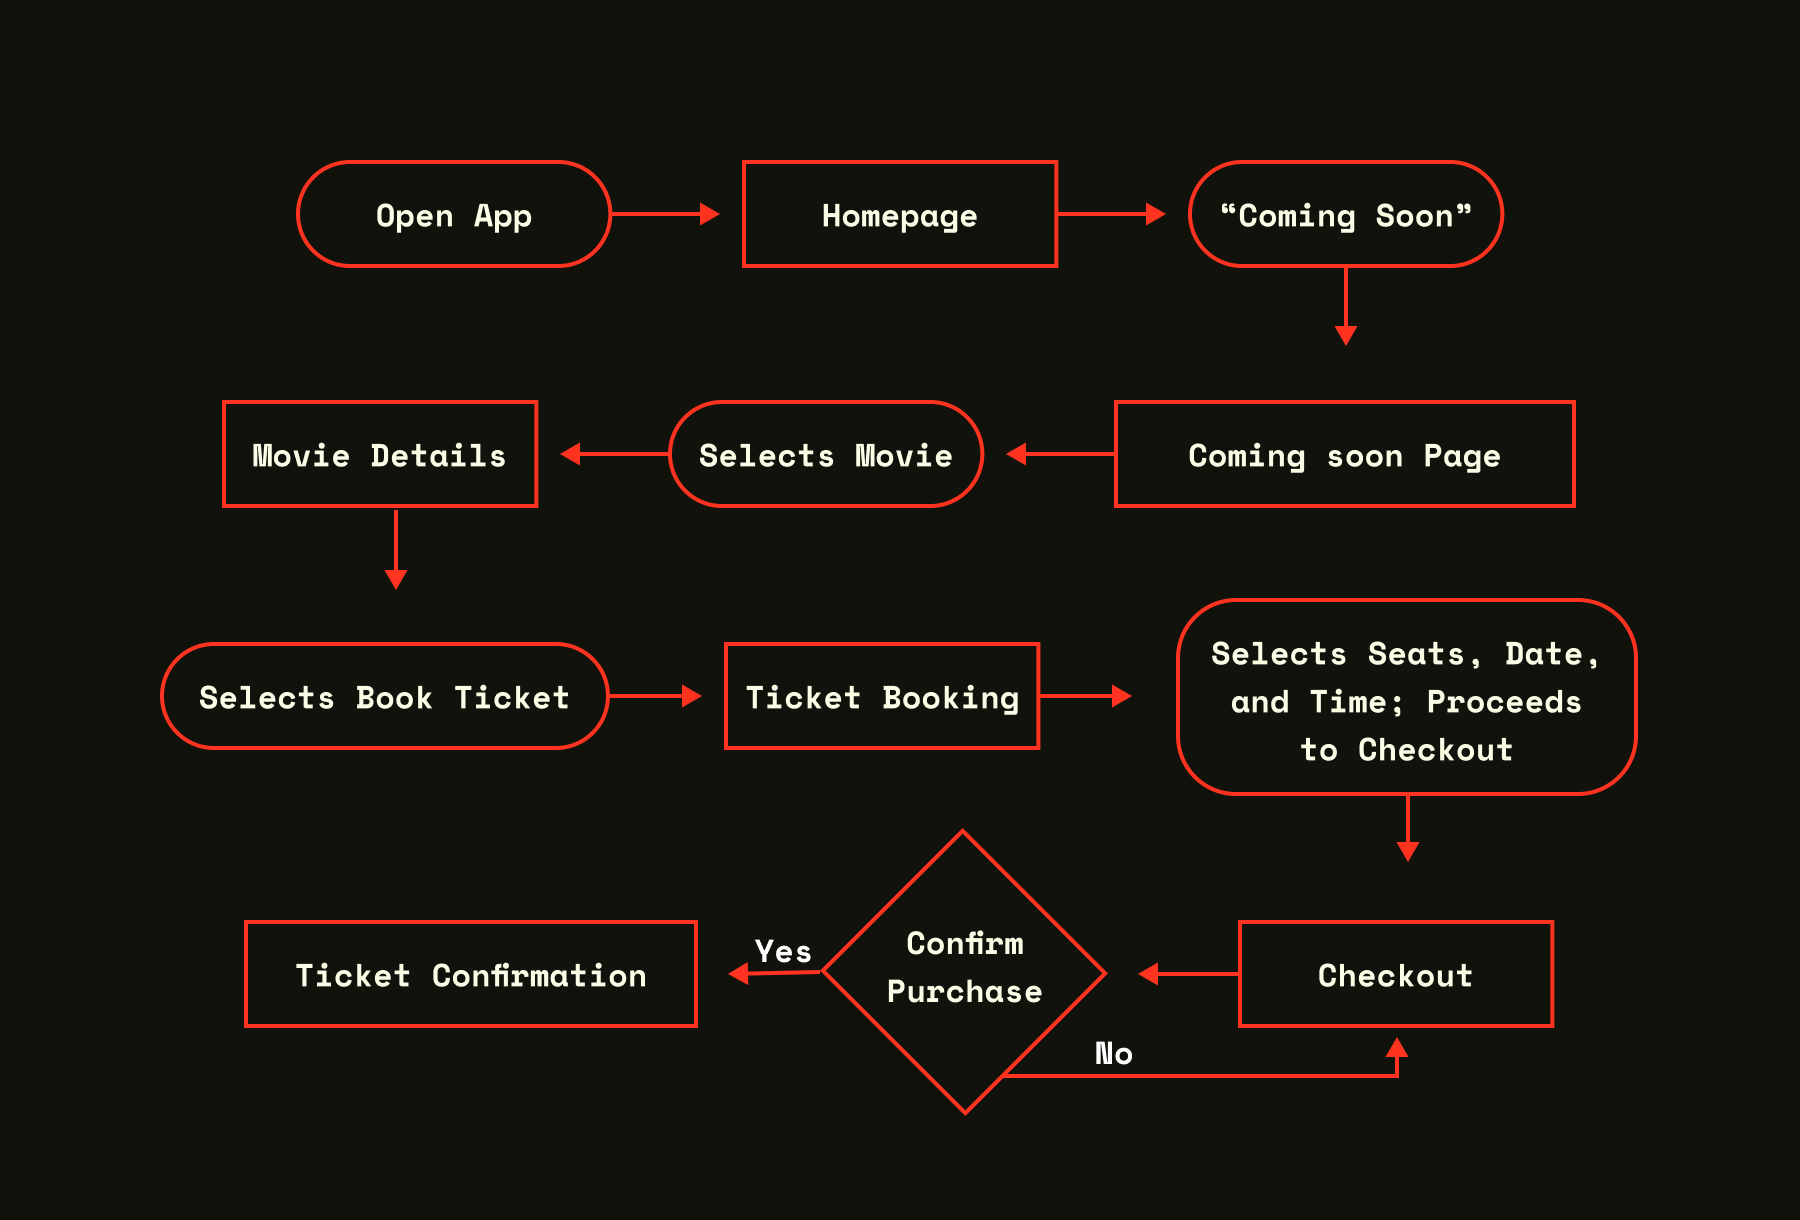 Open App
Homepage
“Coming Soon”
Movie Details
Selects Movie
Coming soon Page
Selects Book Ticket
Ticket Booking
Selects Seats, Date,
and Time; Proceeds
to Checkout
Ticket Confirmation
Yes
Confirm
Purchase
Checkout
No